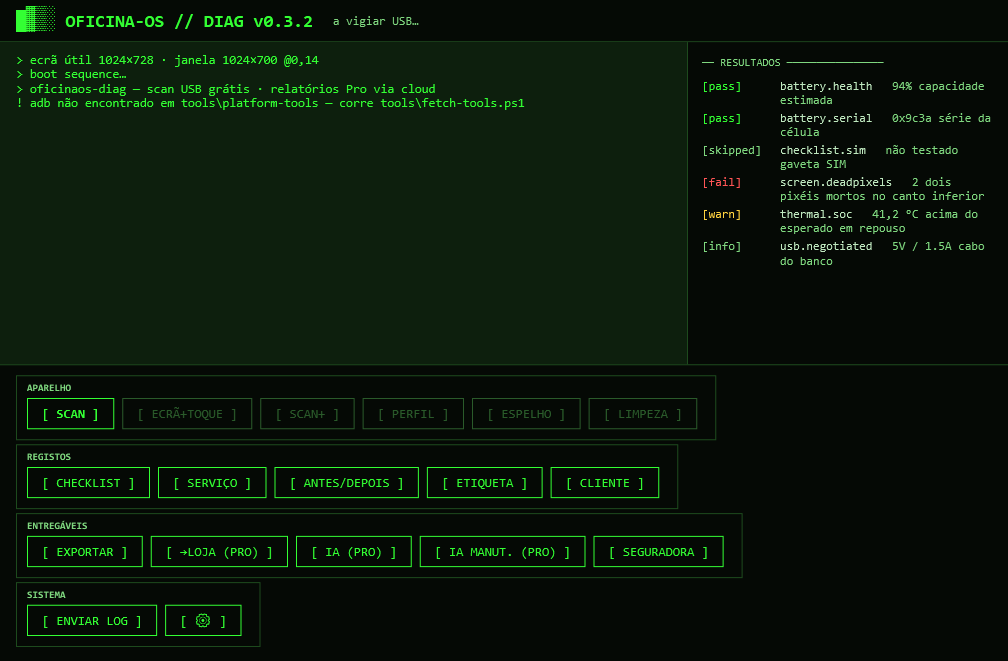 OFICINA-OS // DIAG v0.3.2 a vigiar USB…
> ecrã útil 1024×728 · janela 1024×700 @0,14
> boot sequence…
> oficinaos-diag — scan USB grátis · relatórios Pro via cloud
! adb não encontrado em tools\platform-tools — corre tools\fetch-tools.ps1
── RESULTADOS ───────────────
[pass] battery.health 94% capacidade
estimada
[pass] battery.serial 0x9c3a série da
célula
[skipped] checklist.sim não testado
gaveta SIM
[fail] screen.deadpixels 2 dois
pixéis mortos no canto inferior
[warn] thermal.soc 41,2 °C acima do
esperado em repouso
[info] usb.negotiated 5V / 1.5A cabo
do banco
APARELHO
[ SCAN ] [ ECRÃ+TOQUE ] [ SCAN+ ] [ PERFIL ] [ ESPELHO ] [ LIMPEZA ]
REGISTOS
[ CHECKLIST ] [ SERVIÇO ] [ ANTES/DEPOIS ] [ ETIQUETA ] [ CLIENTE ]
ENTREGÁVEIS
[ EXPORTAR ] [ →LOJA (PRO) ] [ IA (PRO) ] [ IA MANUT. (PRO) ] [ SEGURADORA ]
SISTEMA
[ ENVIAR LOG ] [ ⚙ ]